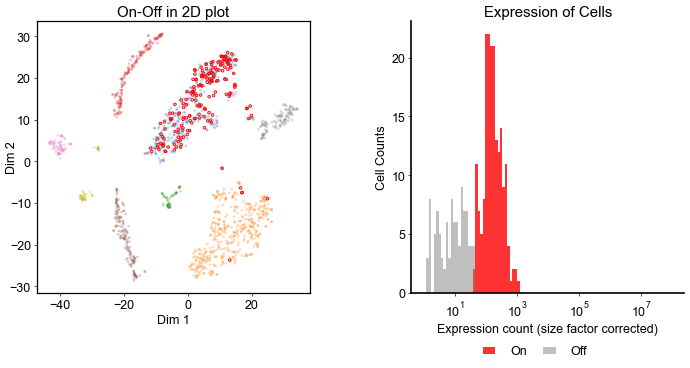 On-Off in 2D plot
30
20
10
0
−10
−20
−30
Dim 2
−40
−20
0
20
Dim 1
Expression of Cells
20
15
10
5
0
Cell Counts
10^1
10^3
10^5
10^7
Expression count (size factor corrected)
On
Off